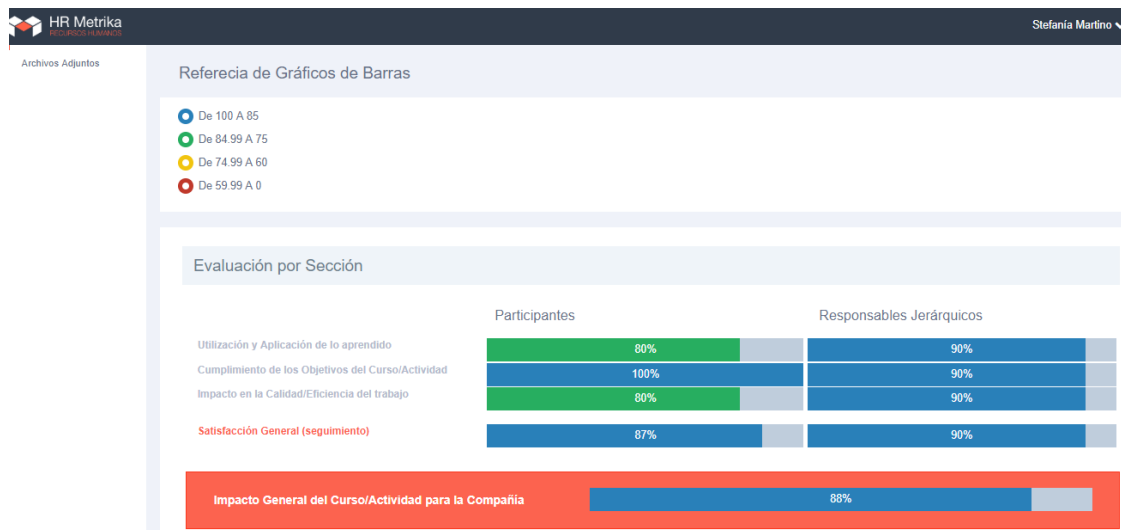 HR Metrika
RECURSOS HUMANOS
Stefanía Martino
Archivos Adjuntos
Referecia de Gráficos de Barras
De 100 A 85
De 84.99 A 75
De 74.99 A 60
De 59.99 A 0
Evaluación por Sección
Participantes Responsables Jerárquicos
Utilización y Aplicación de lo aprendido 80% 90%
Cumplimiento de los Objetivos del Curso/Actividad 100% 90%
Impacto en la Calidad/Eficiencia del trabajo 80% 90%
Satisfacción General (seguimiento) 87% 90%
Impacto General del Curso/Actividad para la Compañía 88%